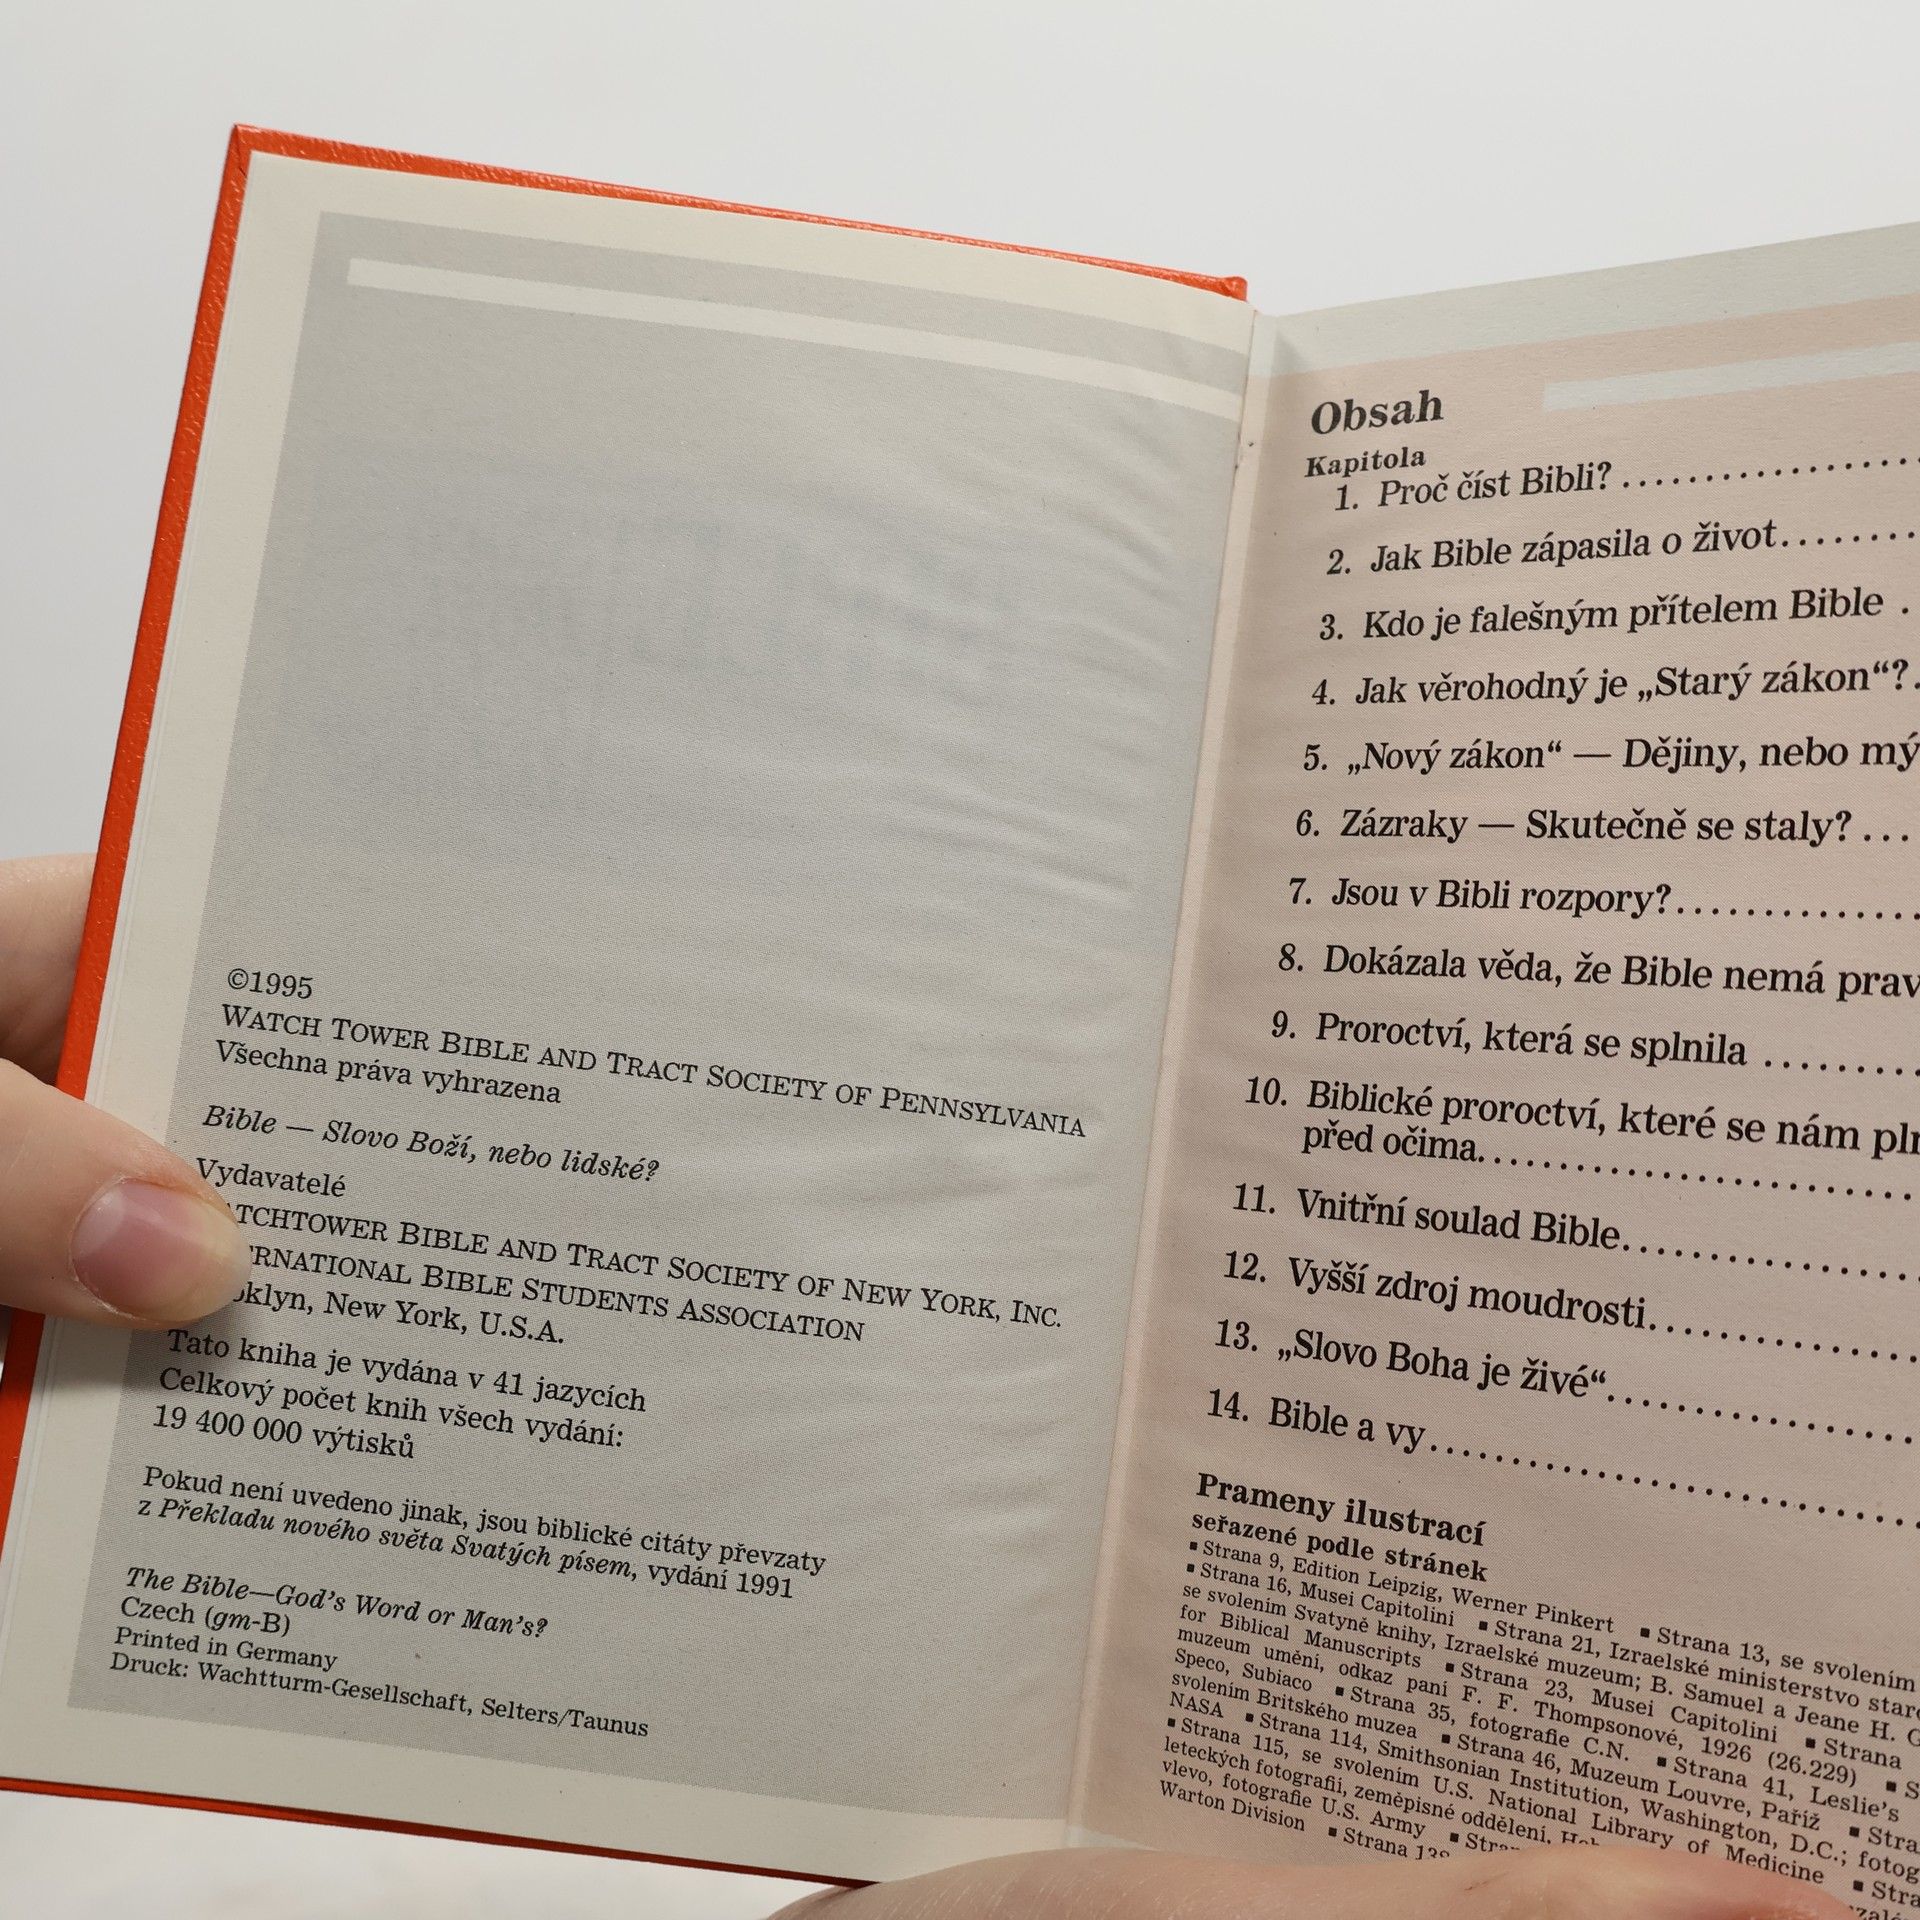 ©1995
WATCH TOWER BIBLE AND TRACT SOCIETY OF PENNSYLVANIA
Všechna práva vyhrazena
Bible — Slovo Boží, nebo lidské?
Vydavatelé
BIBLE AND TRACT SOCIETY OF NEW YORK, INC.
BIBLE STUDENTS ASSOCIATION
New York, U.S.A.
Tato kniha je vydána v 41 jazycích
Celkový počet knih všech vydání:
19 400 000 výtisků
Pokud není uvedeno jinak, jsou biblické citáty převzaty
z Překladu nového světa Svatých písem, vydání 1991
The Bible—God's Word or Man's?
Czech (gm-B)
Printed in Germany
Druck: Wachtturm-Gesellschaft, Selters/Taunus
Obsah
Kapitola
1. Proč číst Bibli? . . . . . . . . . . . . . . . . . . . .
2. Jak Bible zápasila o život. . . . . . . . . .
3. Kdo je falešným přítelem Bible .
4. Jak věrohodný je „Starý zákon“? .
5. „Nový zákon“ — Dějiny, nebo
6. Zázraky — Skutečně se staly? . . .
7. Jsou v Bibli rozpory? . . . . . . . . . . . . .
8. Dokázala věda, že Bible nemá
9. Proroctví, která se splnila . . . . . . . .
10. Biblické proroctví, které se nám
před očima. . . . . . . . . . . . . . . . . . . . . . .
11. Vnitřní soulad Bible. . . . . . . . . . . . . . . .
12. Vyšší zdroj moudrosti. . . . . . . . . . . . . .
13. „Slovo Boha je živé“. . . . . . . . . . . . . . . .
14. Bible a vy. . . . . . . . . . . . . . . . . . . . . . . . .
Prameny ilustrací
seřazené podle stránek
▪ Strana 9, Edition Leipzig, Werner Pinkert ▪ Strana 13, se svolením
▪ Strana 16, Musei Capitolini ▪ Strana 21, Izraelské ministerstvo
se svolením Svatyně knihy, Izraelské muzeum; B. Samuel a Jeane H.
for Biblical Manuscripts ▪ Strana 23, Musei Capitolini ▪ Strana
muzeum umění, odkaz paní F. F. Thompsonové, 1926 (26.229) ▪
Speco, Subiaco ▪ Strana 35, fotografie C.N. ▪ Strana 41, Leslie's
svolením Britského muzea ▪ Strana 46, Muzeum Louvre, Paříž ▪
NASA ▪ Strana 114, Smithsonian Institution, Washington, D.C.;
▪ Strana 115, se svolením U.S. National Library of Medicine ▪
leteckých fotografií, zeměpisné oddělení,
vlevo, fotografie U.S. Army ▪
Warton Division ▪ Strana